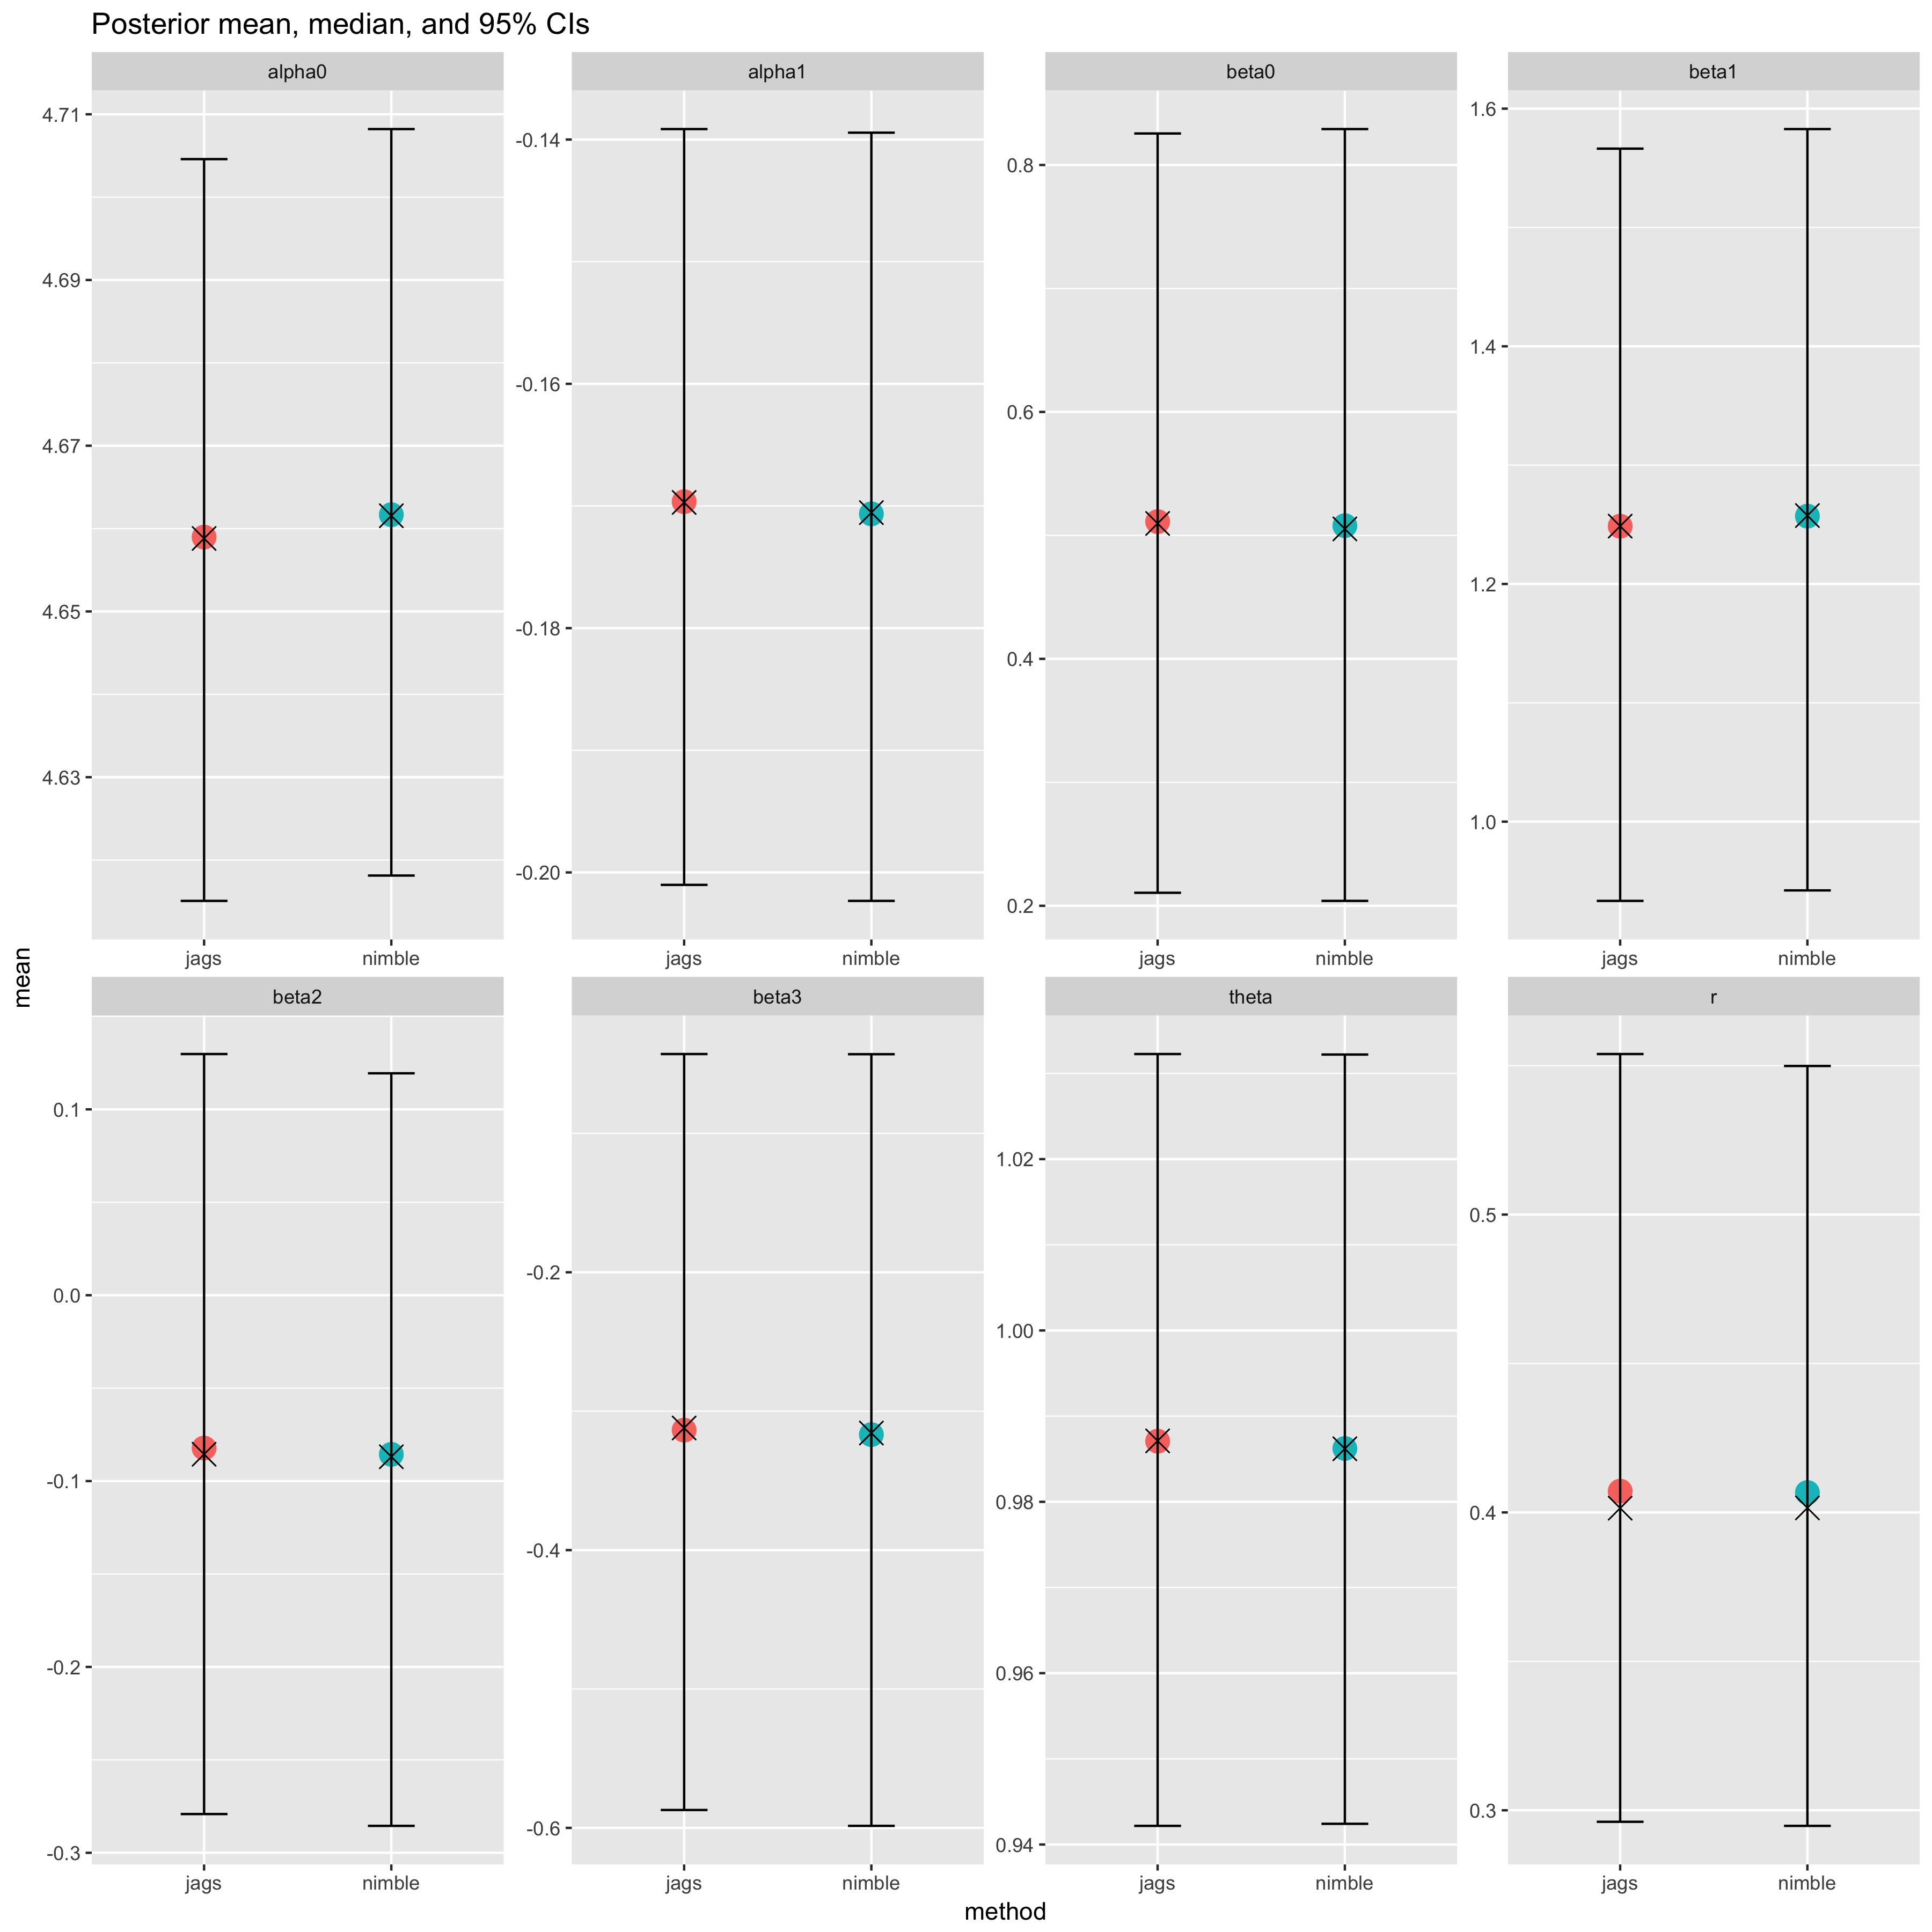 Posterior mean, median, and 95% CIs
alpha0
alpha1
beta0
beta1
4.71
4.69
4.67
4.65
4.63
-0.14
-0.16
-0.18
-0.20
0.8
0.6
0.4
0.2
1.6
1.4
1.2
1.0
jags nimble
jags nimble
jags nimble
jags nimble
mean
beta2
beta3
theta
r
0.1
0.0
-0.1
-0.2
-0.3
-0.2
-0.4
-0.6
1.02
1.00
0.98
0.96
0.94
0.5
0.4
0.3
jags nimble
jags nimble
jags nimble
jags nimble
method